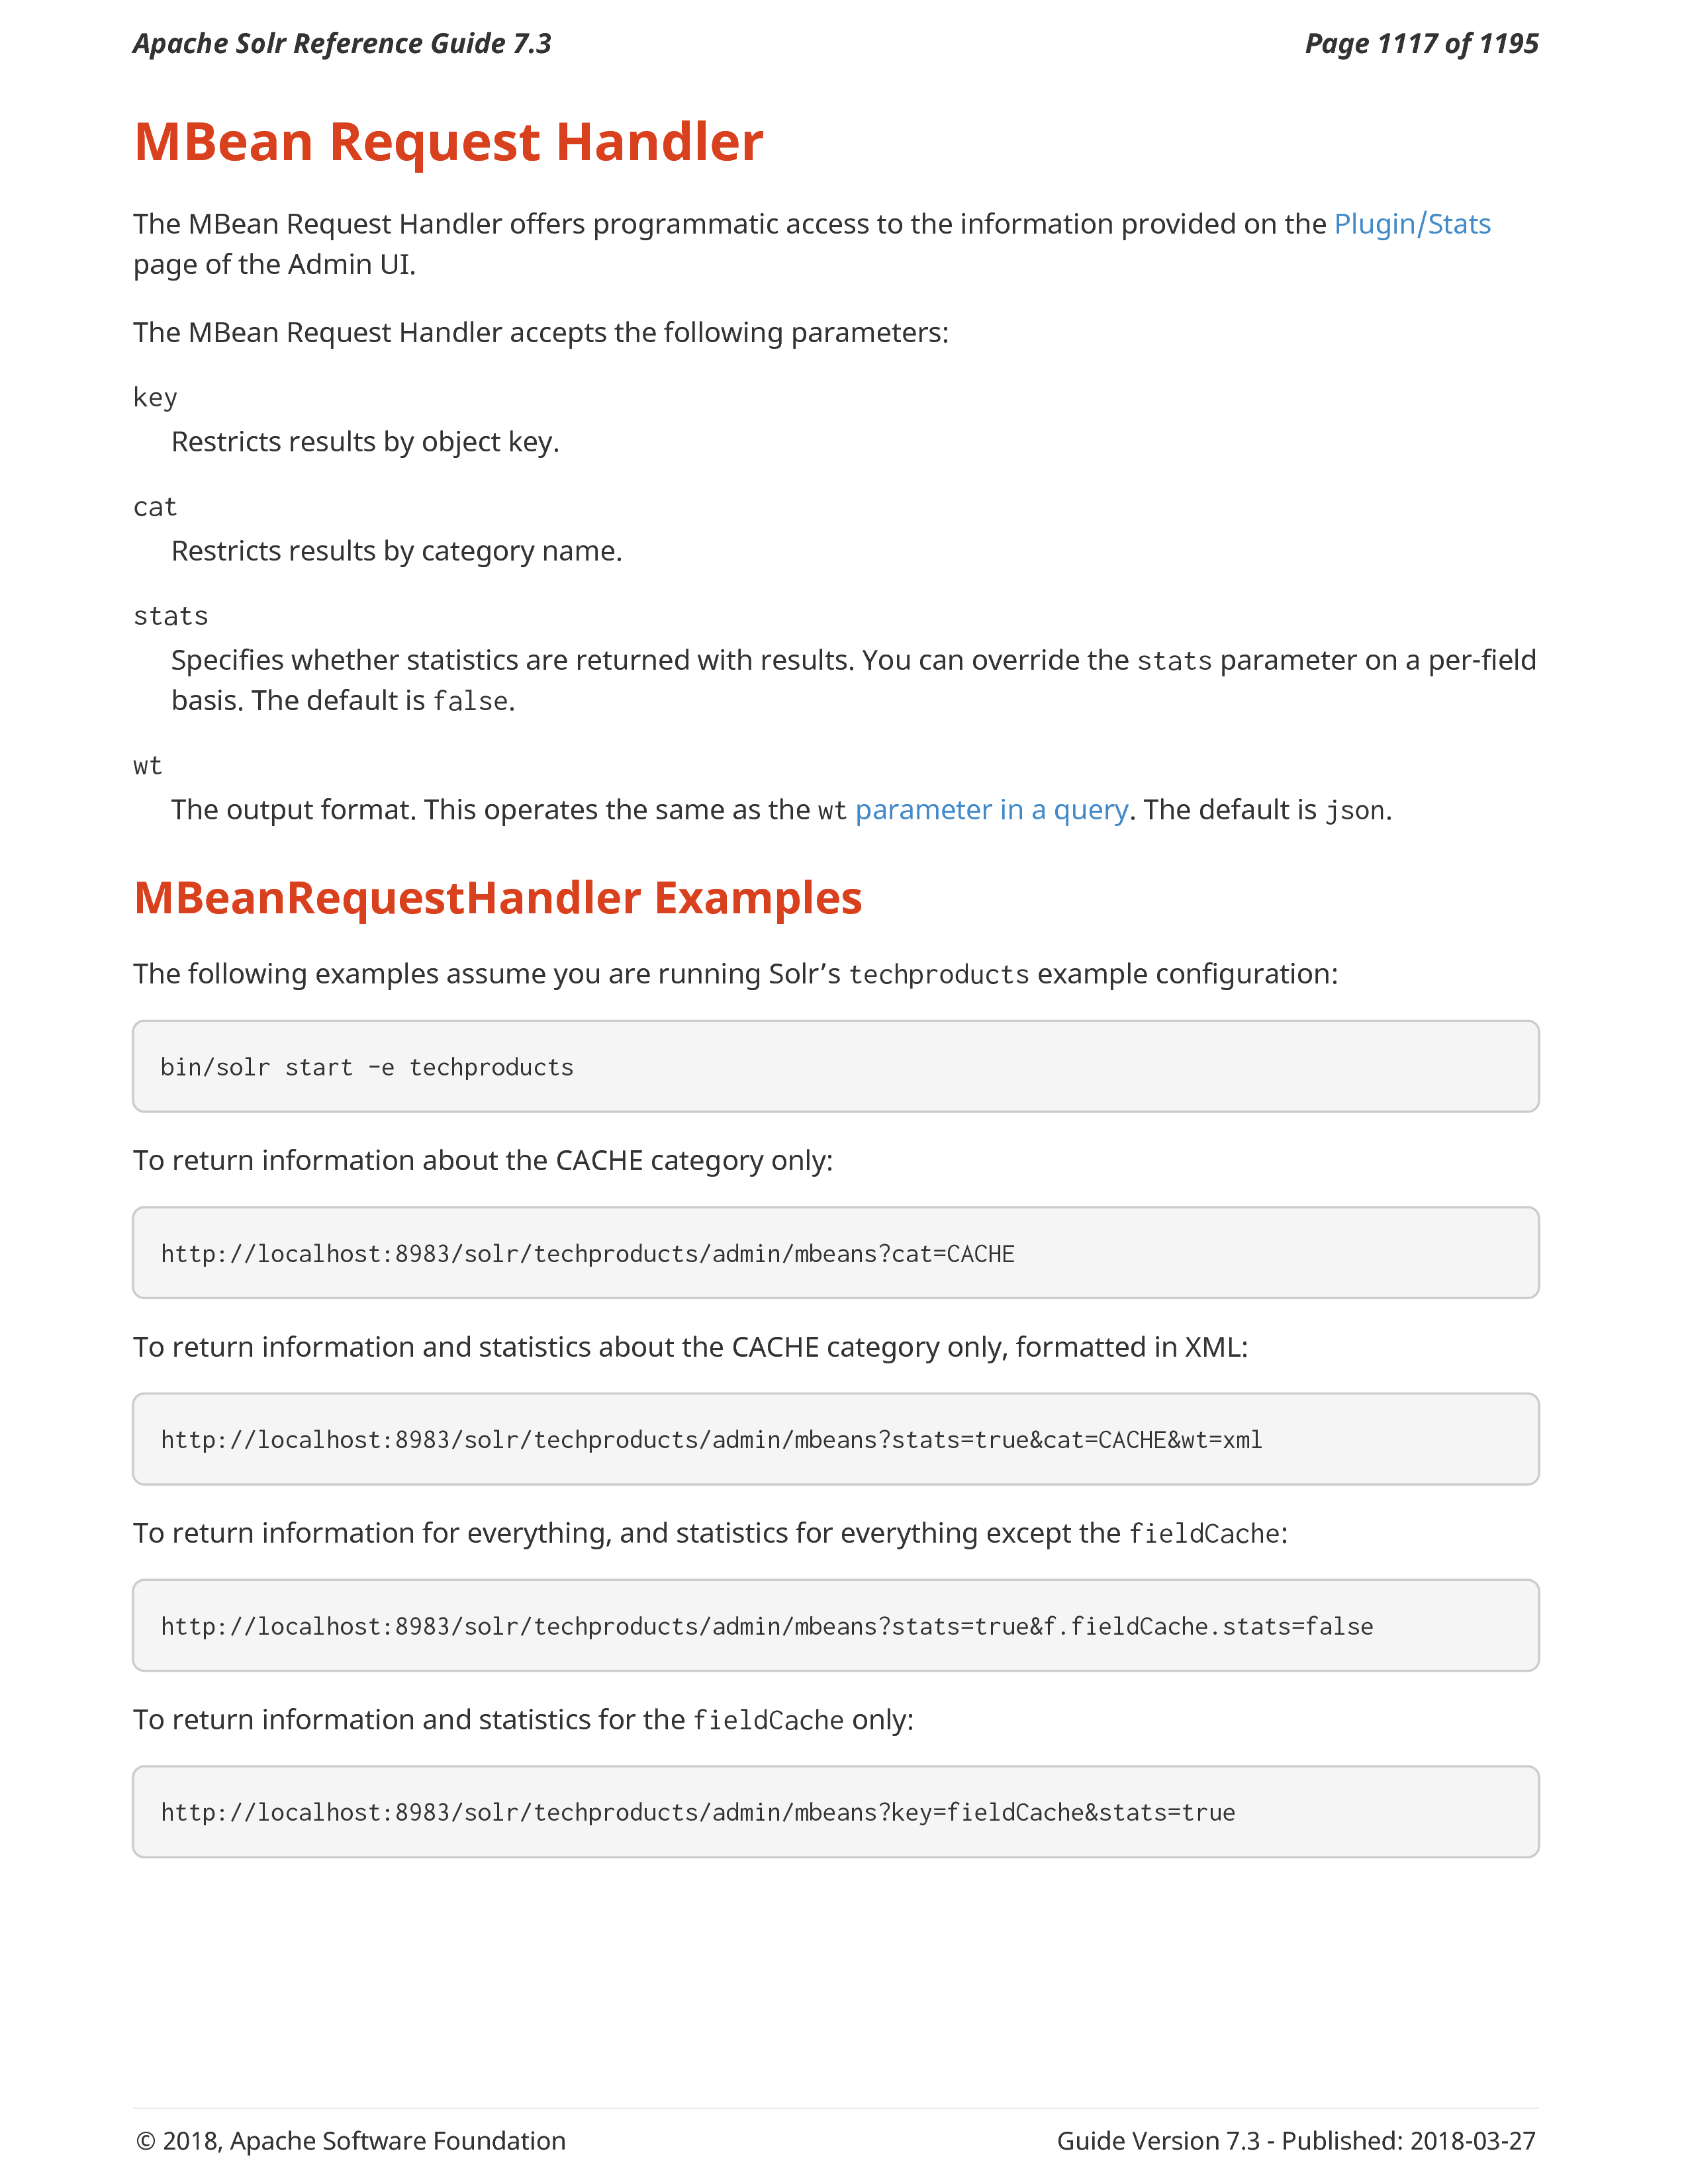 Apache Solr Reference Guide 7.3 Page 1117 of 1195
MBean Request Handler
The MBean Request Handler offers programmatic access to the information provided on the Plugin/Stats
page of the Admin UI.
The MBean Request Handler accepts the following parameters:
key
Restricts results by object key.
cat
Restricts results by category name.
stats
Specifies whether statistics are returned with results. You can override the stats parameter on a per-field
basis. The default is false.
wt
The output format. This operates the same as the wt parameter in a query. The default is json.
MBeanRequestHandler Examples
The following examples assume you are running Solr’s techproducts example configuration:
bin/solr start -e techproducts
To return information about the CACHE category only:
http://localhost:8983/solr/techproducts/admin/mbeans?cat=CACHE
To return information and statistics about the CACHE category only, formatted in XML:
http://localhost:8983/solr/techproducts/admin/mbeans?stats=true&cat=CACHE&wt=xml
To return information for everything, and statistics for everything except the fieldCache:
http://localhost:8983/solr/techproducts/admin/mbeans?stats=true&f.fieldCache.stats=false
To return information and statistics for the fieldCache only:
http://localhost:8983/solr/techproducts/admin/mbeans?key=fieldCache&stats=true
© 2018, Apache Software Foundation Guide Version 7.3 - Published: 2018-03-27